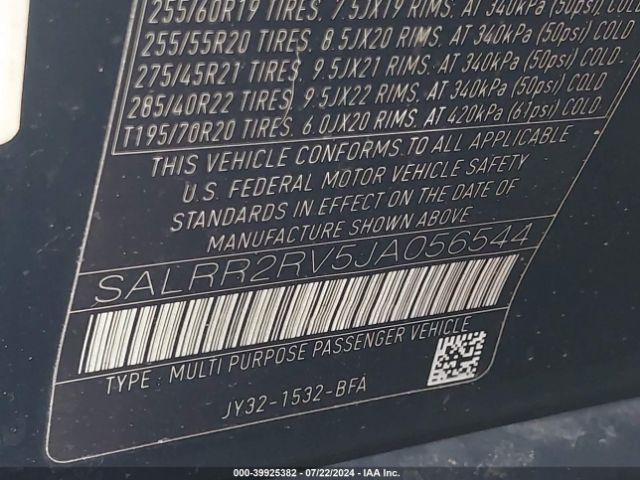 255/60R19 TIRES. 7.5JX19 RIMS. AT 340kPa (50psi) COLD
255/55R20 TIRES. 8.5JX20 RIMS. AT 340kPa (50psi) COLD
275/45R21 TIRES. 9.5JX21 RIMS. AT 340kPa (50psi) COLD
285/40R22 TIRES. 9.5JX22 RIMS. AT 340kPa (50psi) COLD
T195/70R20 TIRES. 6.0JX20 RIMS. AT 420kPa (61psi) COLD.
THIS VEHICLE CONFORMS TO ALL APPLICABLE
U.S. FEDERAL MOTOR VEHICLE SAFETY
STANDARDS IN EFFECT ON THE DATE OF
MANUFACTURE SHOWN ABOVE
SALRR2RV5JA056544
TYPE : MULTI PURPOSE PASSENGER VEHICLE
JY32-1532-BFA
000-39925382 - 07/22/2024 - IAA Inc.